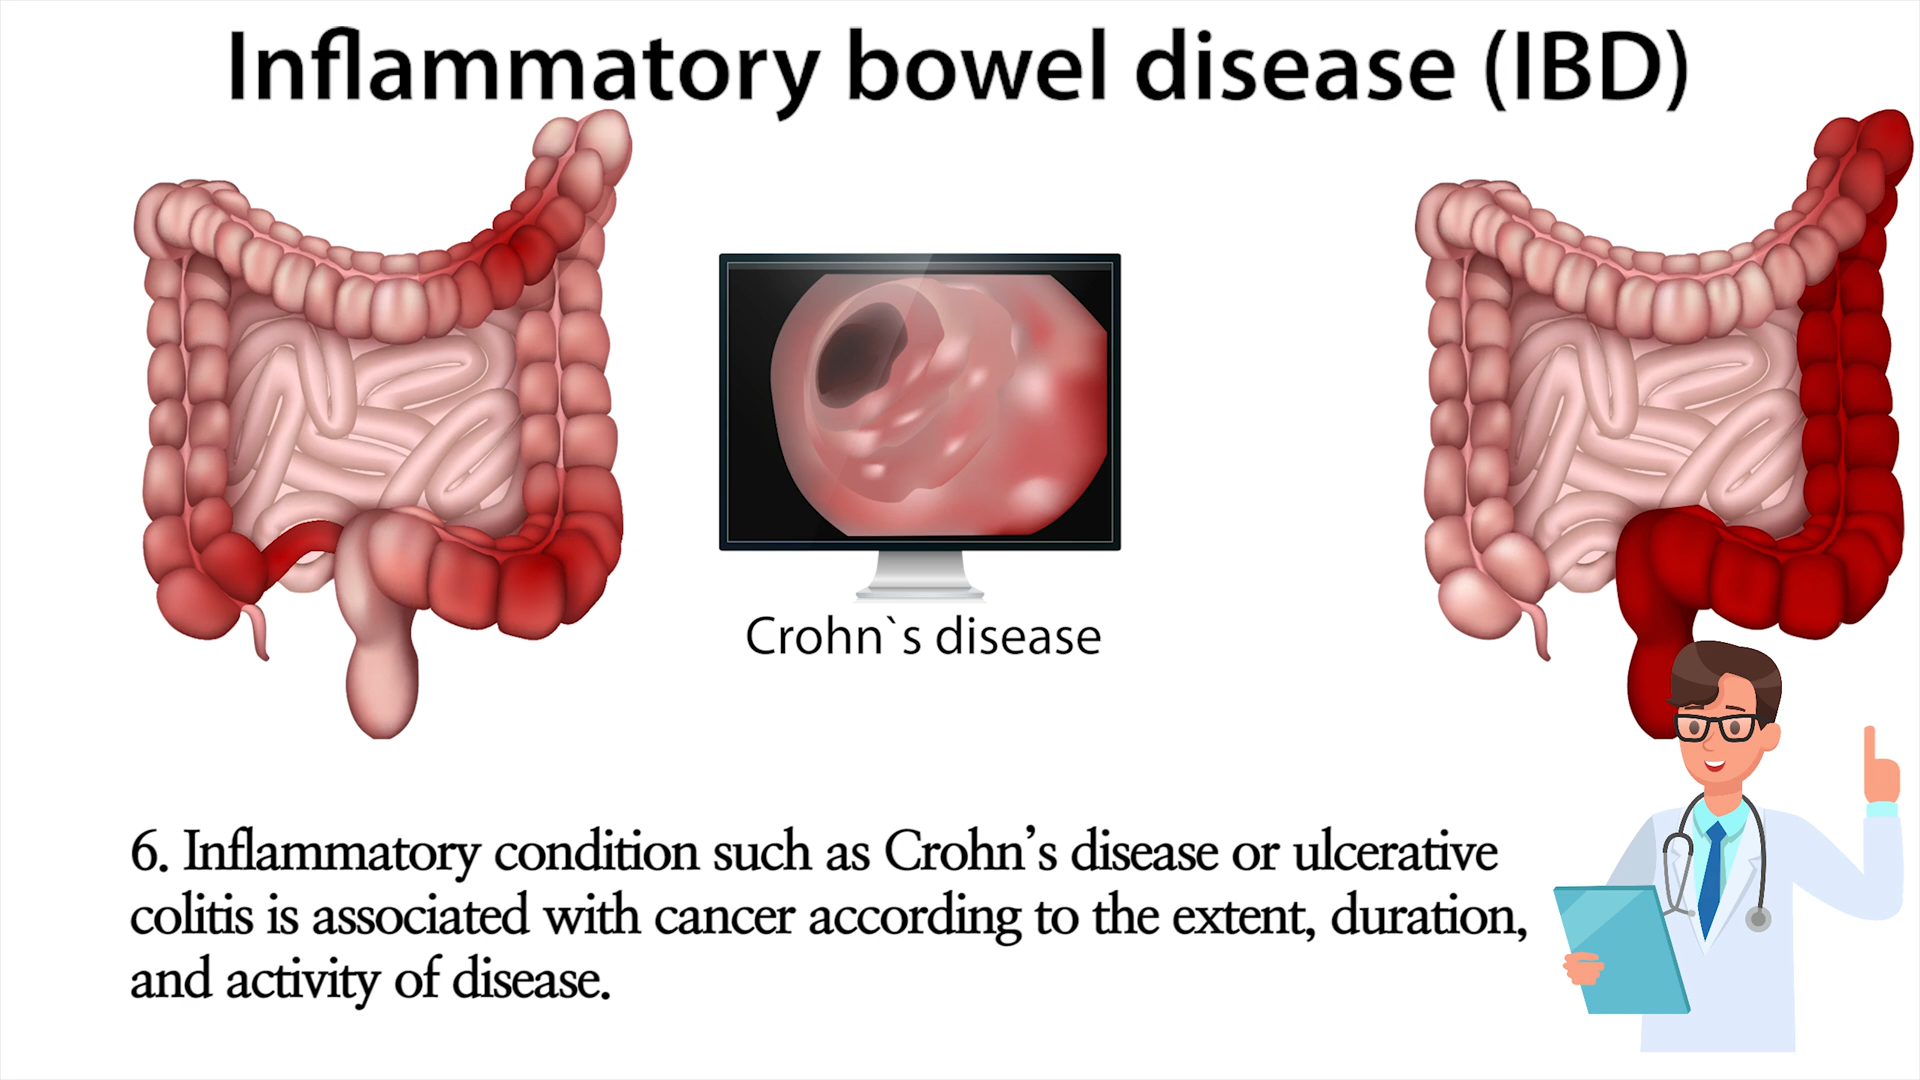 Inflammatory bowel disease (IBD)
Crohn`s disease
6. Inflammatory condition such as Crohn’s disease or ulcerative
colitis is associated with cancer according to the extent, duration,
and activity of disease.